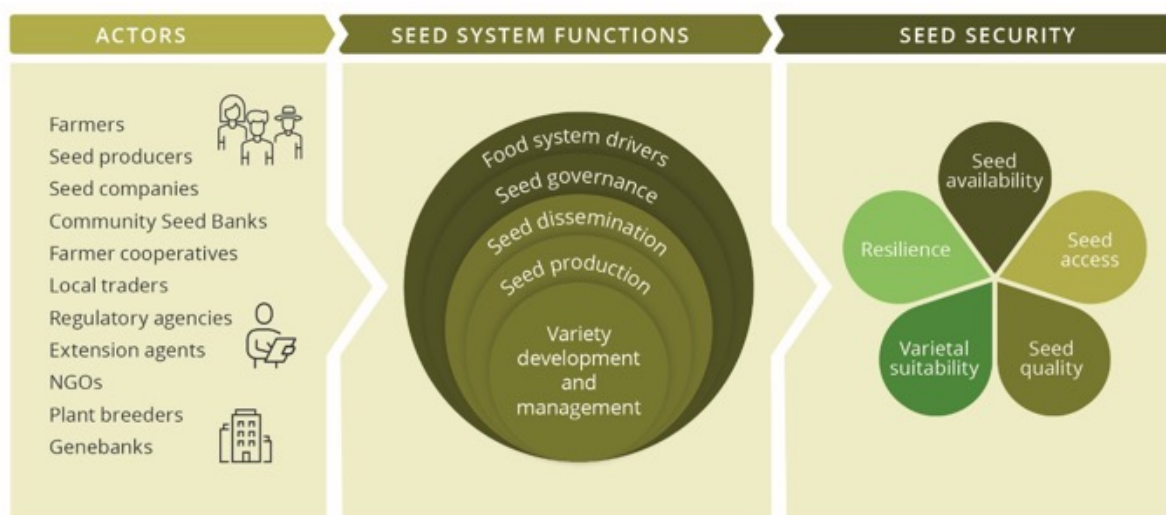 ACTORS
SEED SYSTEM FUNCTIONS
SEED SECURITY
Farmers
Seed producers
Seed companies
Community Seed Banks
Farmer cooperatives
Local traders
Regulatory agencies
Extension agents
NGOs
Plant breeders
Genebanks
Food system drivers
Seed governance
Seed dissemination
Seed production
Variety
development
and
management
Seed
availability
Seed
access
Seed
quality
Varietal
suitability
Resilience